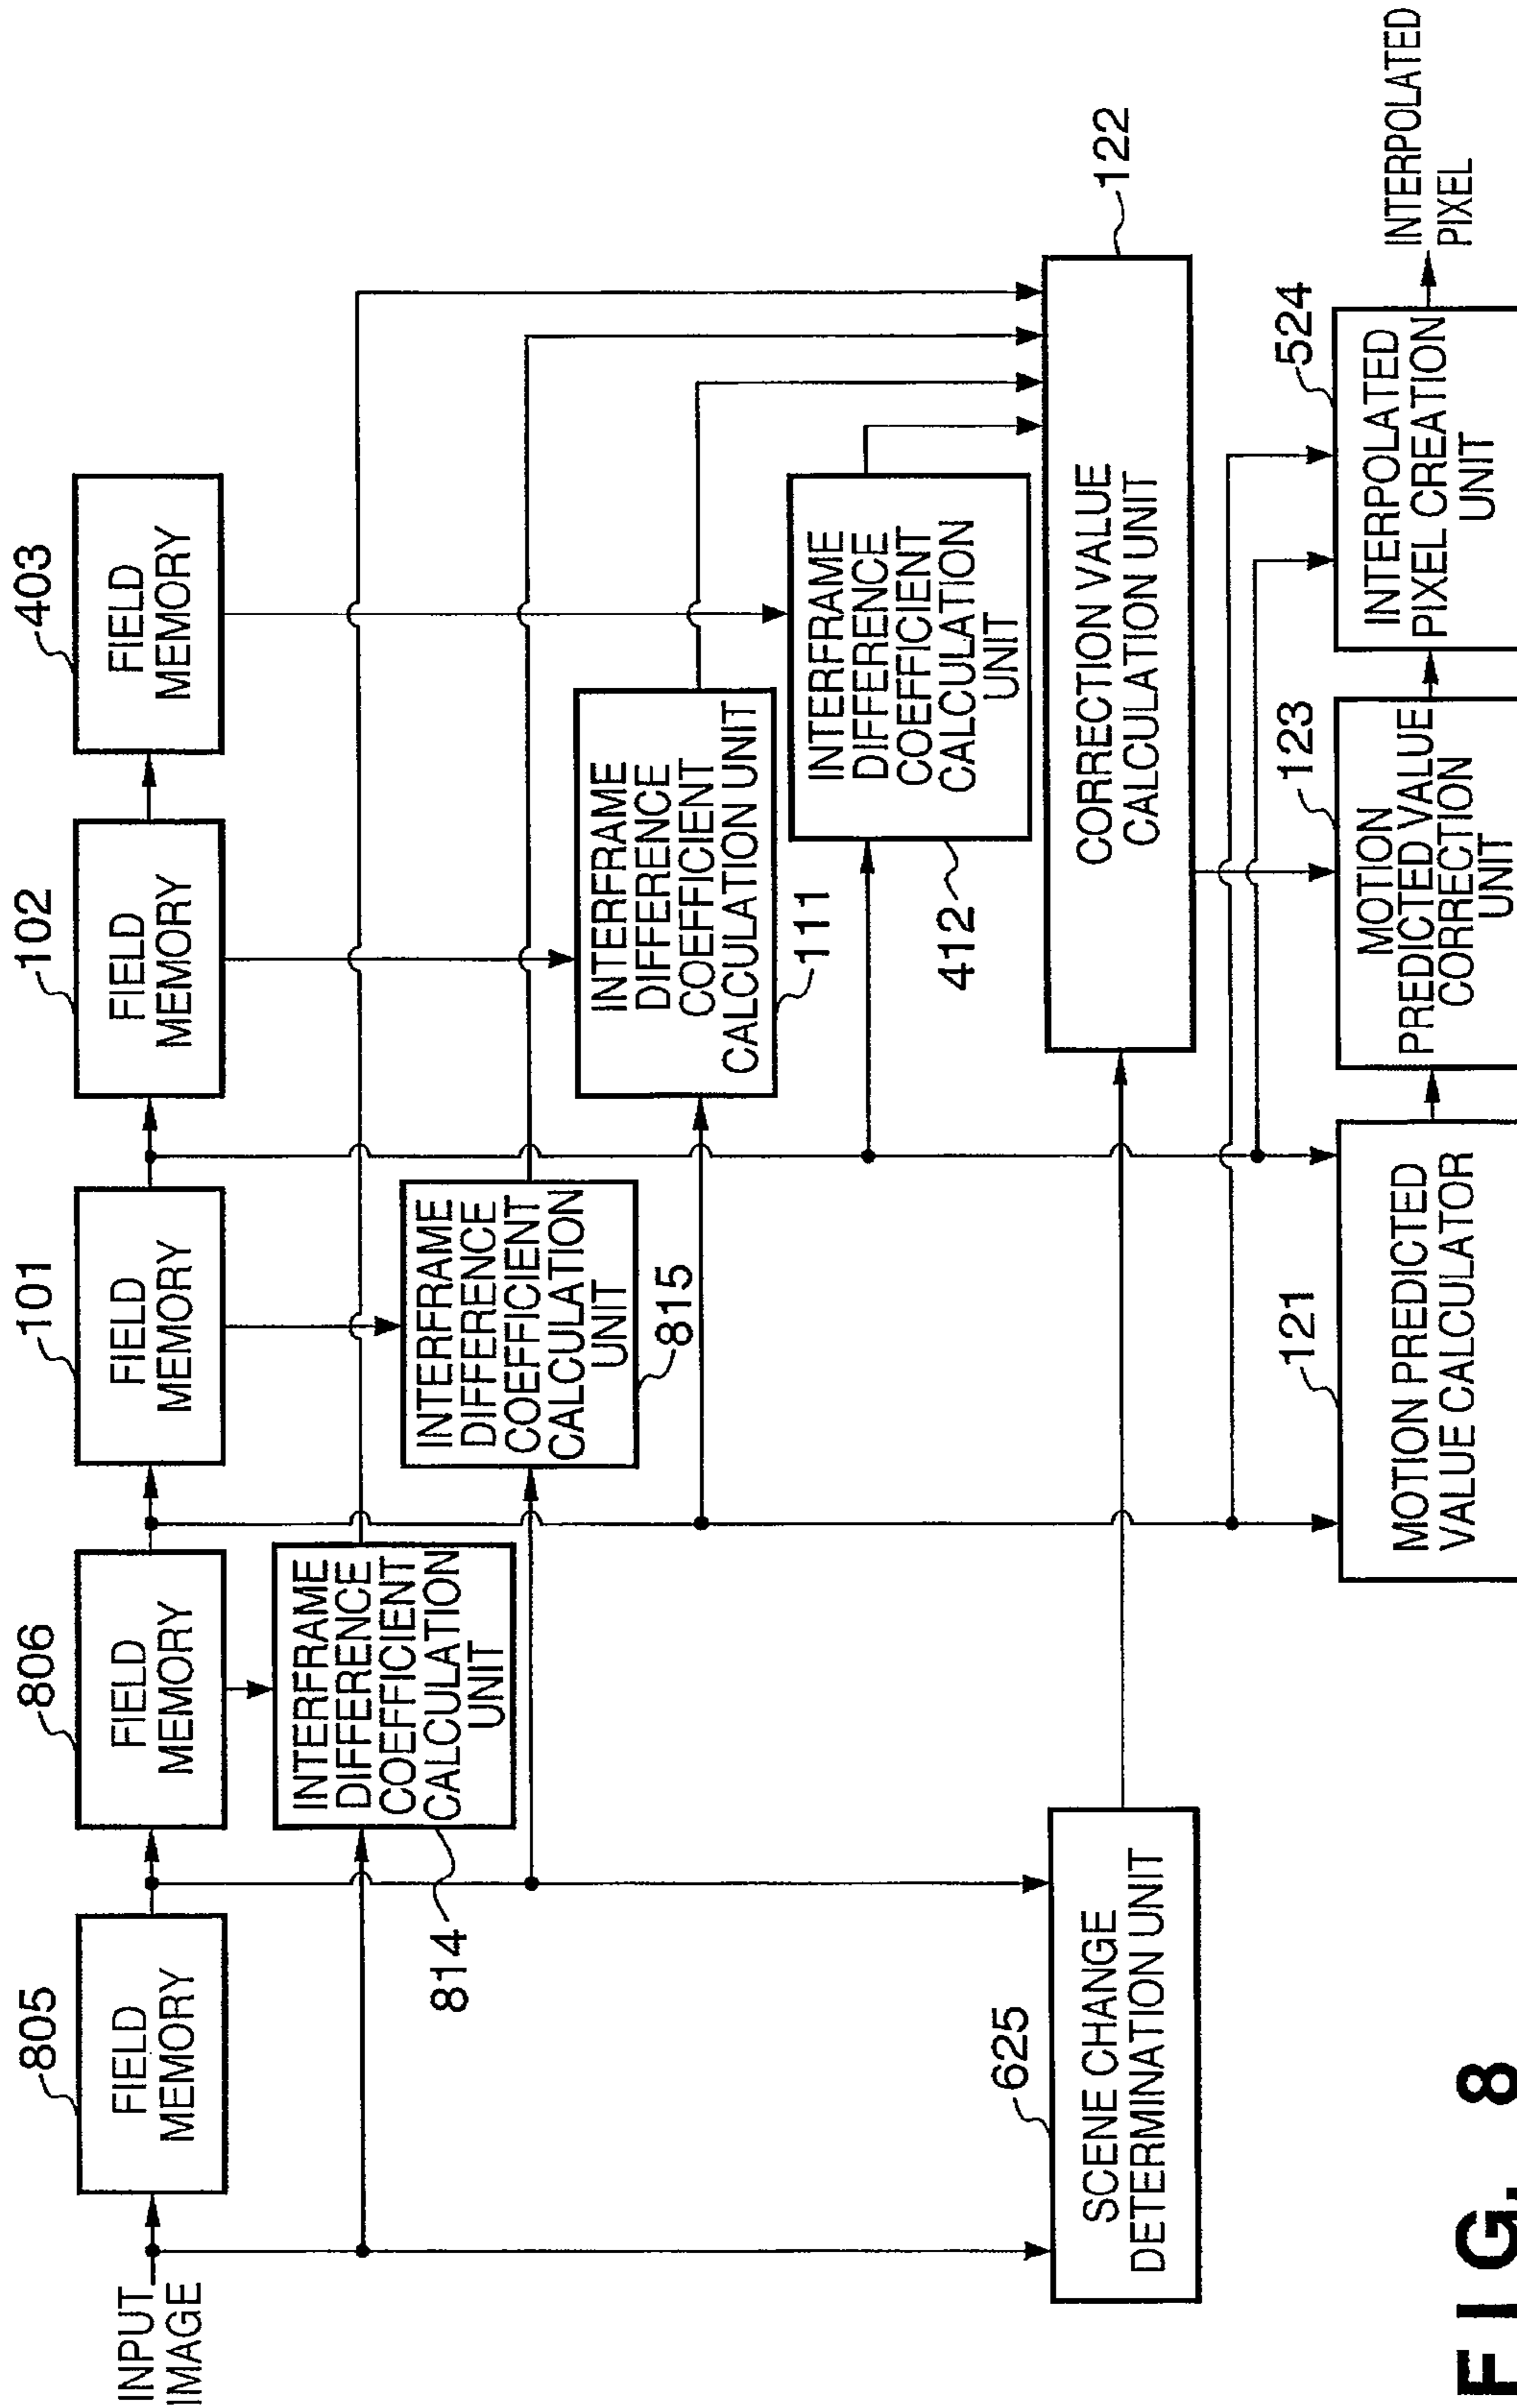 INPUT
IMAGE
805
FIELD
MEMORY
806
FIELD
MEMORY
101
FIELD
MEMORY
102
FIELD
MEMORY
403
FIELD
MEMORY
INTERFRAME
DIFFERENCE
COEFFICIENT
CALCULATION
UNIT
814
INTERFRAME
DIFFERENCE
COEFFICIENT
CALCULATION
UNIT
815
INTERFRAME
DIFFERENCE
COEFFICIENT
CALCULATION UNIT
111
INTERFRAME
DIFFERENCE
COEFFICIENT
CALCULATION
UNIT
412
625
SCENE CHANGE
DETERMINATION UNIT
CORRECTION VALUE
CALCULATION UNIT
122
121
MOTION PREDICTED
VALUE CALCULATOR
123
MOTION
PREDICTED VALUE
CORRECTION
UNIT
524
INTERPOLATED
PIXEL CREATION
UNIT
INTERPOLATED
PIXEL
FIG. 8